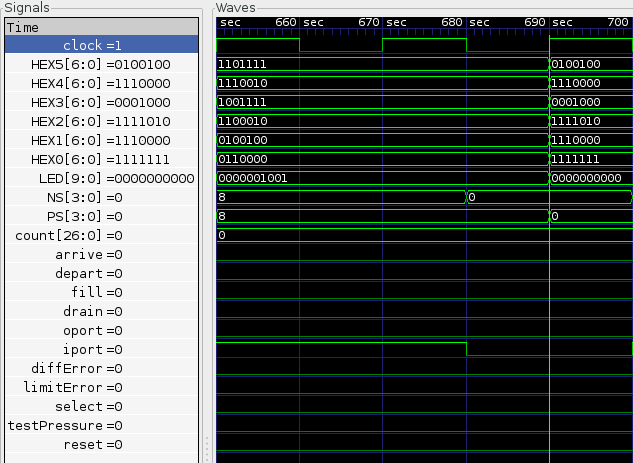 Signals
Waves
Time
sec 660 sec 670 sec 680 sec 690 sec 700
clock =1
HEX5[6:0] =0100100 1101111 0100100
HEX4[6:0] =1110000 1110010 1110000
HEX3[6:0] =0001000 1001111 0001000
HEX2[6:0] =1111010 1100010 1111010
HEX1[6:0] =1110000 0100100 1110000
HEX0[6:0] =1111111 0110000 1111111
LED[9:0] =0000000000 0000001001 0000000000
NS[3:0] =0 8 0
PS[3:0] =0 8 0
count[26:0] =0 0
arrive =0
depart =0
fill =0
drain =0
oport =0
iport =0
diffError =0
limitError =0
select =0
testPressure =0
reset =0